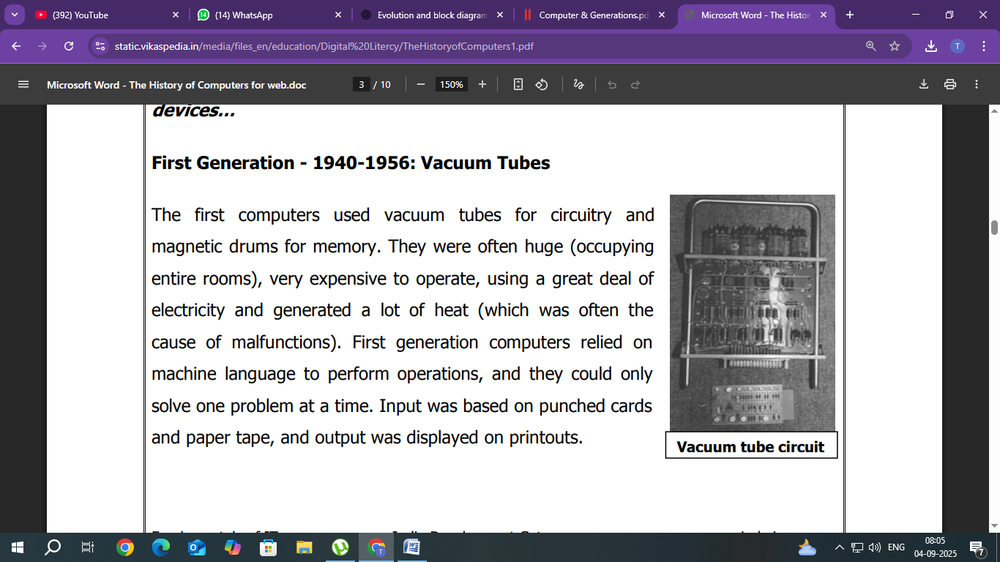 (392) YouTube
(14) WhatsApp
Evolution and block diagram
Computer & Generations.pd
Microsoft Word - The Histor
static.vikaspedia.in/media/files_en/education/Digital%20Litercy/TheHistoryofComputers1.pdf
T
Microsoft Word - The History of Computers for web.doc
3 / 10
150%
devices...
First Generation - 1940-1956: Vacuum Tubes
The first computers used vacuum tubes for circuitry and
magnetic drums for memory. They were often huge (occupying
entire rooms), very expensive to operate, using a great deal of
electricity and generated a lot of heat (which was often the
cause of malfunctions). First generation computers relied on
machine language to perform operations, and they could only
solve one problem at a time. Input was based on punched cards
and paper tape, and output was displayed on printouts.
Vacuum tube circuit
ENG
08:05
04-09-2025
7